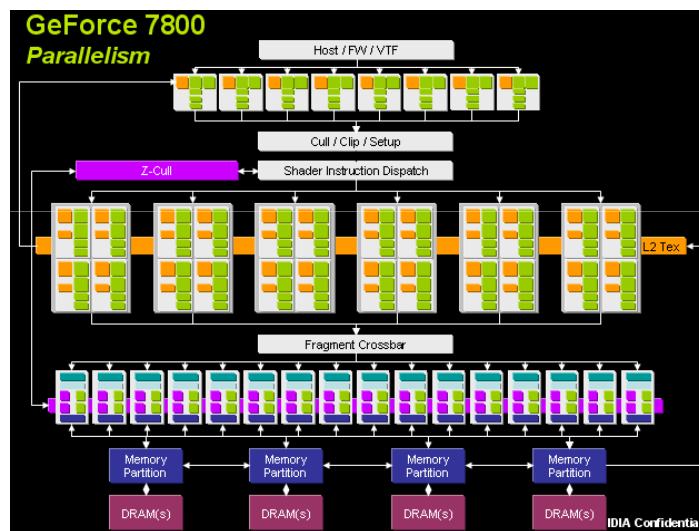 GeForce 7800
Parallelism
Host / FW / VTF
Cull / Clip / Setup
Z-Cull
Shader Instruction Dispatch
L2 Tex
Fragment Crossbar
Memory
Partition
Memory
Partition
Memory
Partition
Memory
Partition
DRAM(s)
DRAM(s)
DRAM(s)
DRAM(s)
IDIA Confidentia